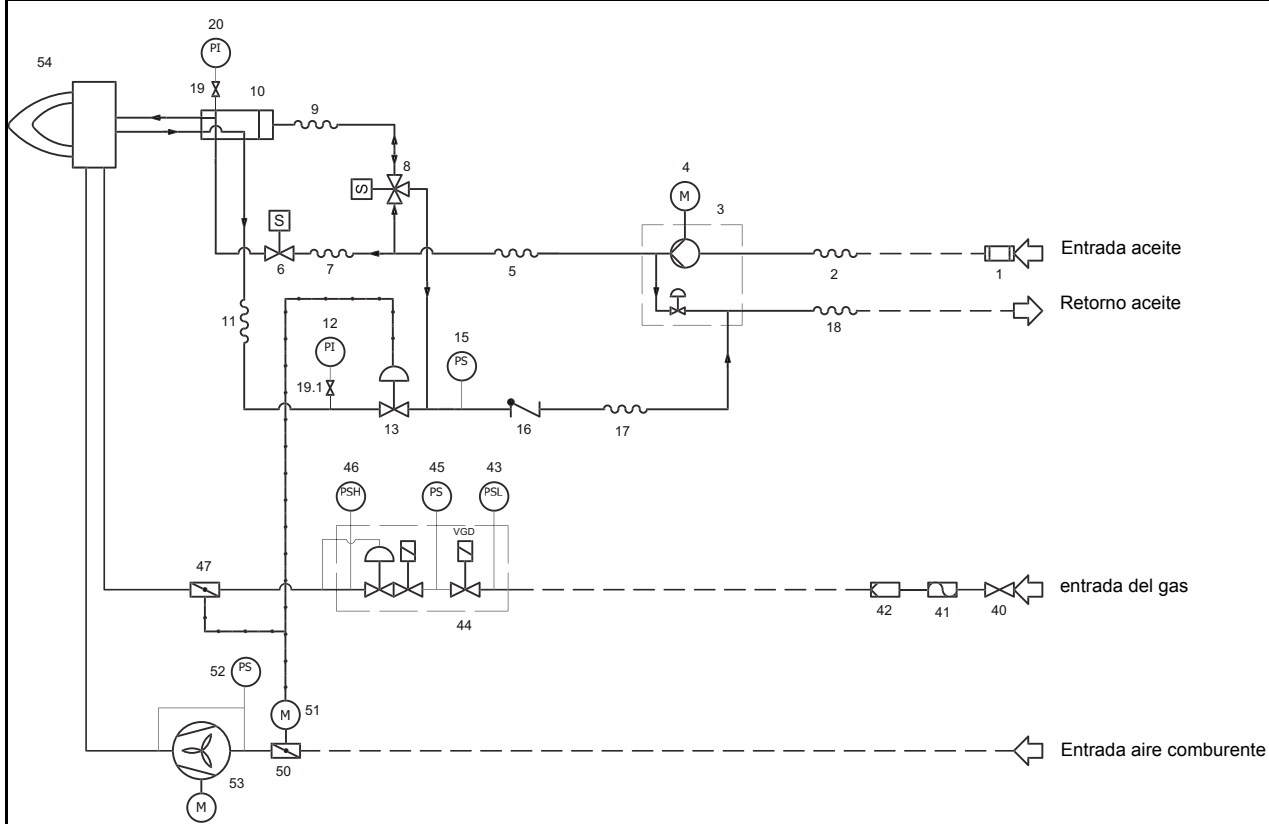 20
PI
54
19
10
9
8
S
4
M
3
S
6
7
5
2
1
Entrada aceite
Retorno aceite
18
11
12
PI
19.1
13
15
PS
16
17
46
PSH
45
PS
43
PSL
VGD
47
44
42
41
40
entrada del gas
52
PS
M
51
50
53
M
Entrada aire comburente